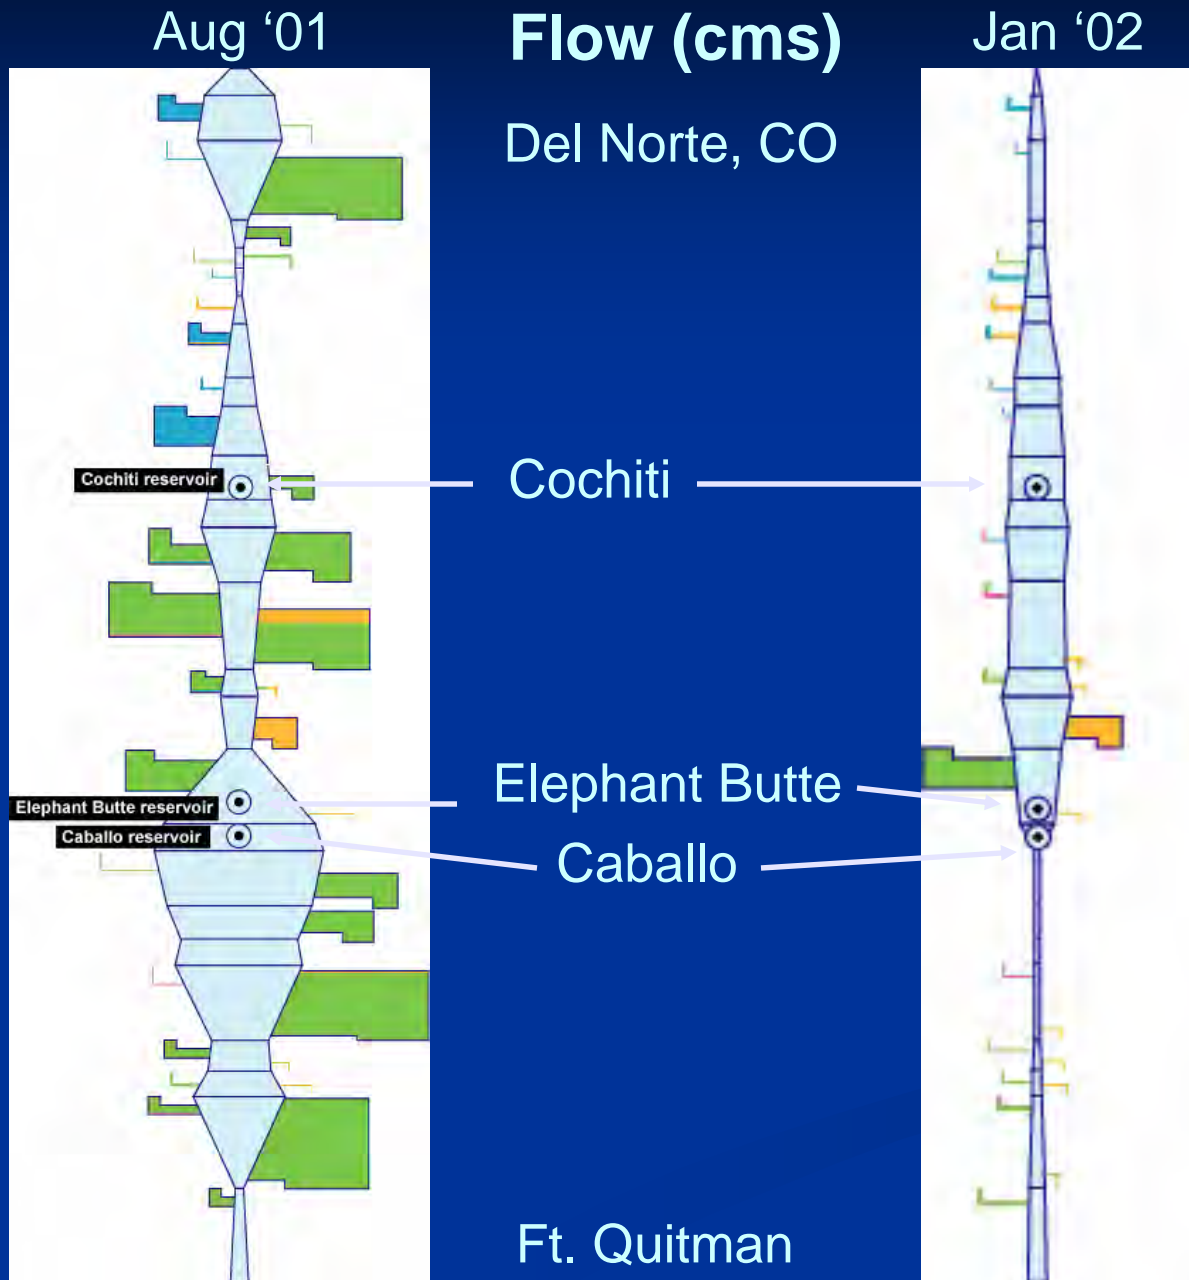 Aug ‘01
Flow (cms)
Jan ‘02
Del Norte, CO
Cochiti reservoir
Cochiti
Elephant Butte
Elephant Butte reservoir
Caballo reservoir
Caballo
Ft. Quitman